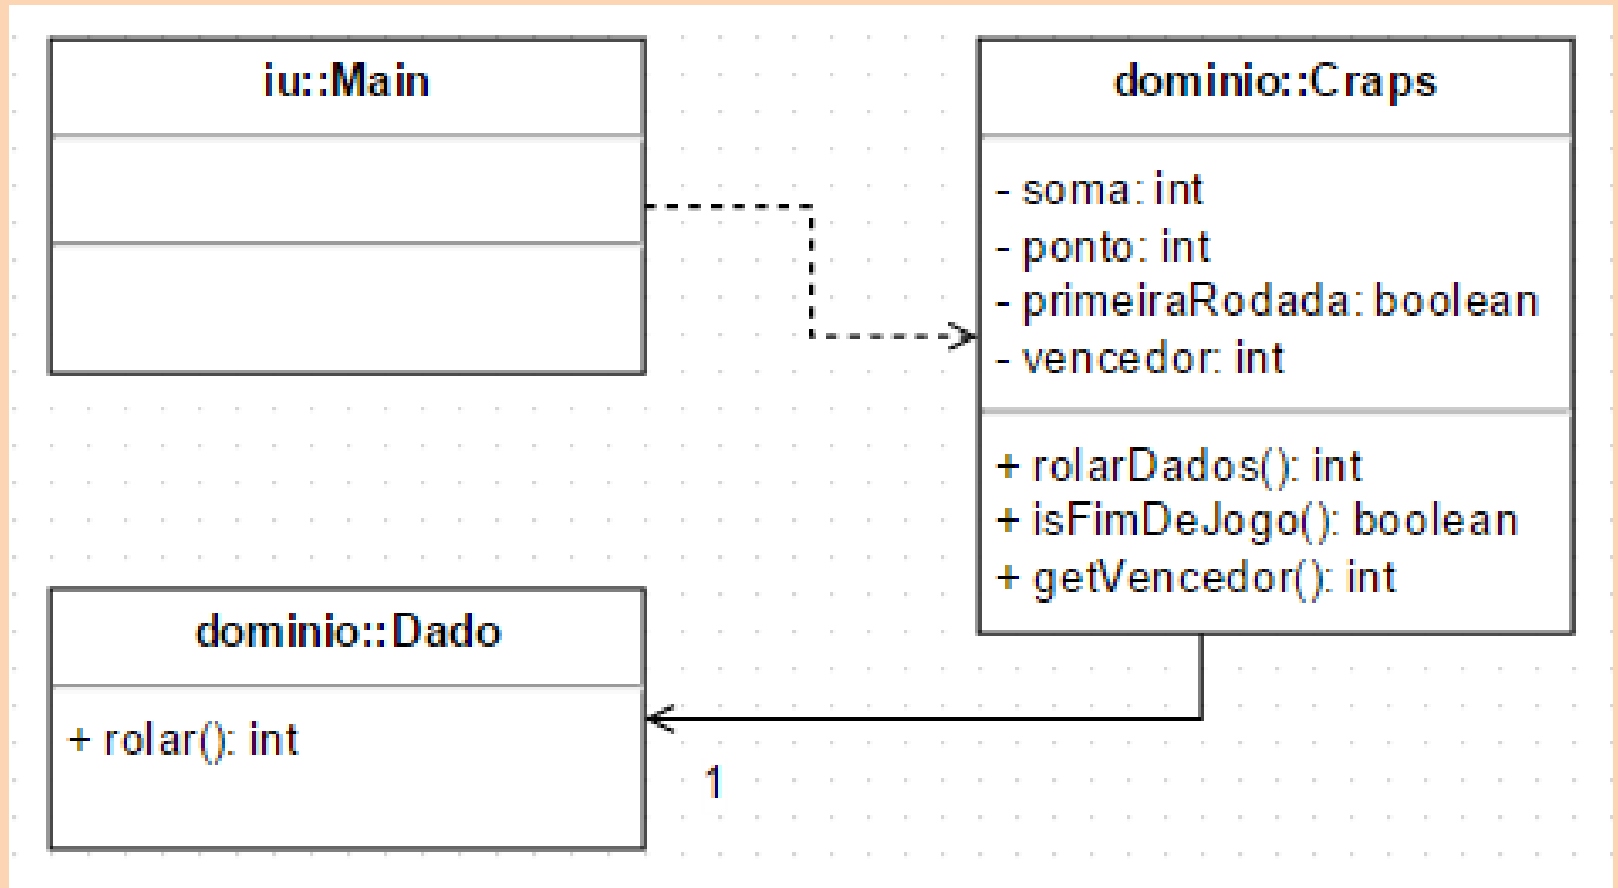 iu::Main
dominio::Craps
- soma: int
- ponto: int
- primeiraRodada: boolean
- vencedor: int
+ rolarDados(): int
+ isFimDeJogo(): boolean
+ getVencedor(): int
dominio::Dado
+ rolar(): int
1